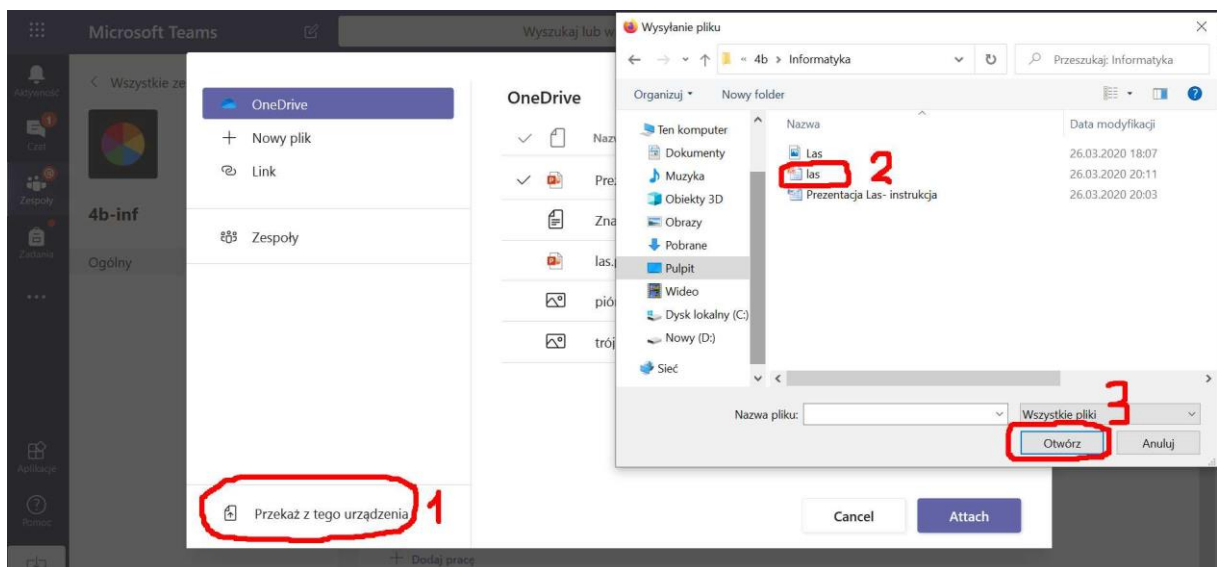 Microsoft Teams
Wyszukaj lub w
Aktywność
1
Czat
Zespoły
Zadania
Aplikacje
Pomoc
Wszystkie ze
4b-inf
Ogólny
OneDrive
Nowy plik
Link
Zespoły
Przekaż z tego urządzenia
1
OneDrive
Nazw
Prez
Zna
las.
piór
trój
Cancel
Attach
Dodaj pracę
Wysyłanie pliku
« 4b > Informatyka
Przeszukaj: Informatyka
Organizuj
Nowy folder
Ten komputer
Dokumenty
Muzyka
Obiekty 3D
Obrazy
Pobrane
Pulpit
Wideo
Dysk lokalny (C:)
Nowy (D:)
Sieć
Nazwa
Data modyfikacji
Las
26.03.2020 18:07
las
2
26.03.2020 20:11
Prezentacja Las- instrukcja
26.03.2020 20:03
Nazwa pliku:
Wszystkie pliki
3
Otwórz
Anuluj